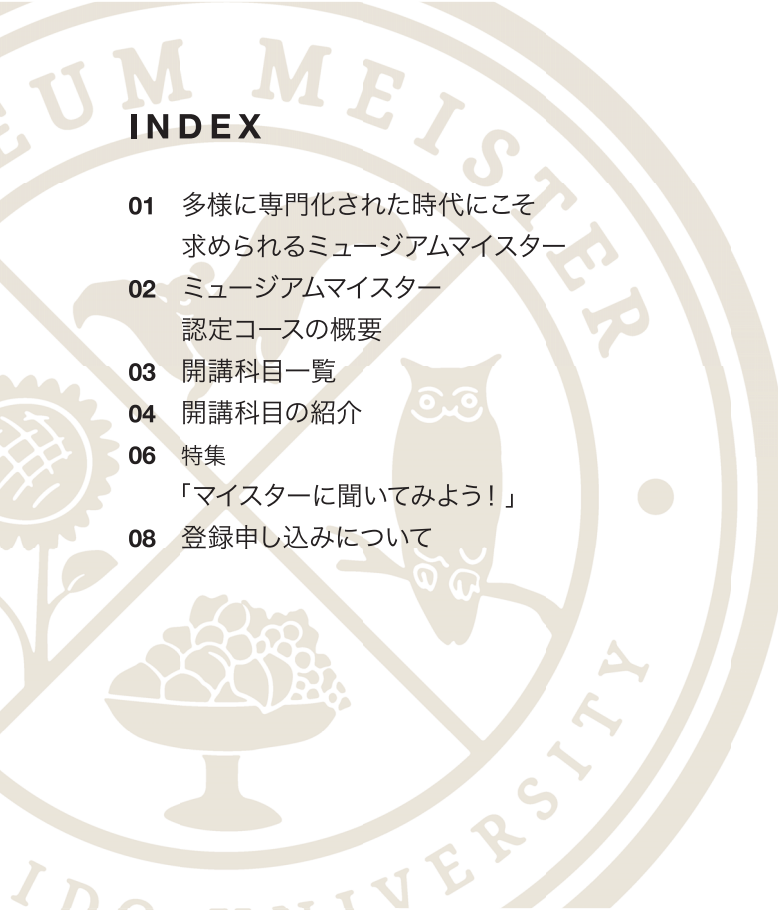 EUM MEISTER
INDEX
01 多様に専門化された時代にこそ
求められるミュージアムマイスター
02 ミュージアムマイスター
認定コースの概要
03 開講科目一覧
04 開講科目の紹介
06 特集
「マイスターに聞いてみよう！」
08 登録申し込みについて
IDO UNIVERSITY